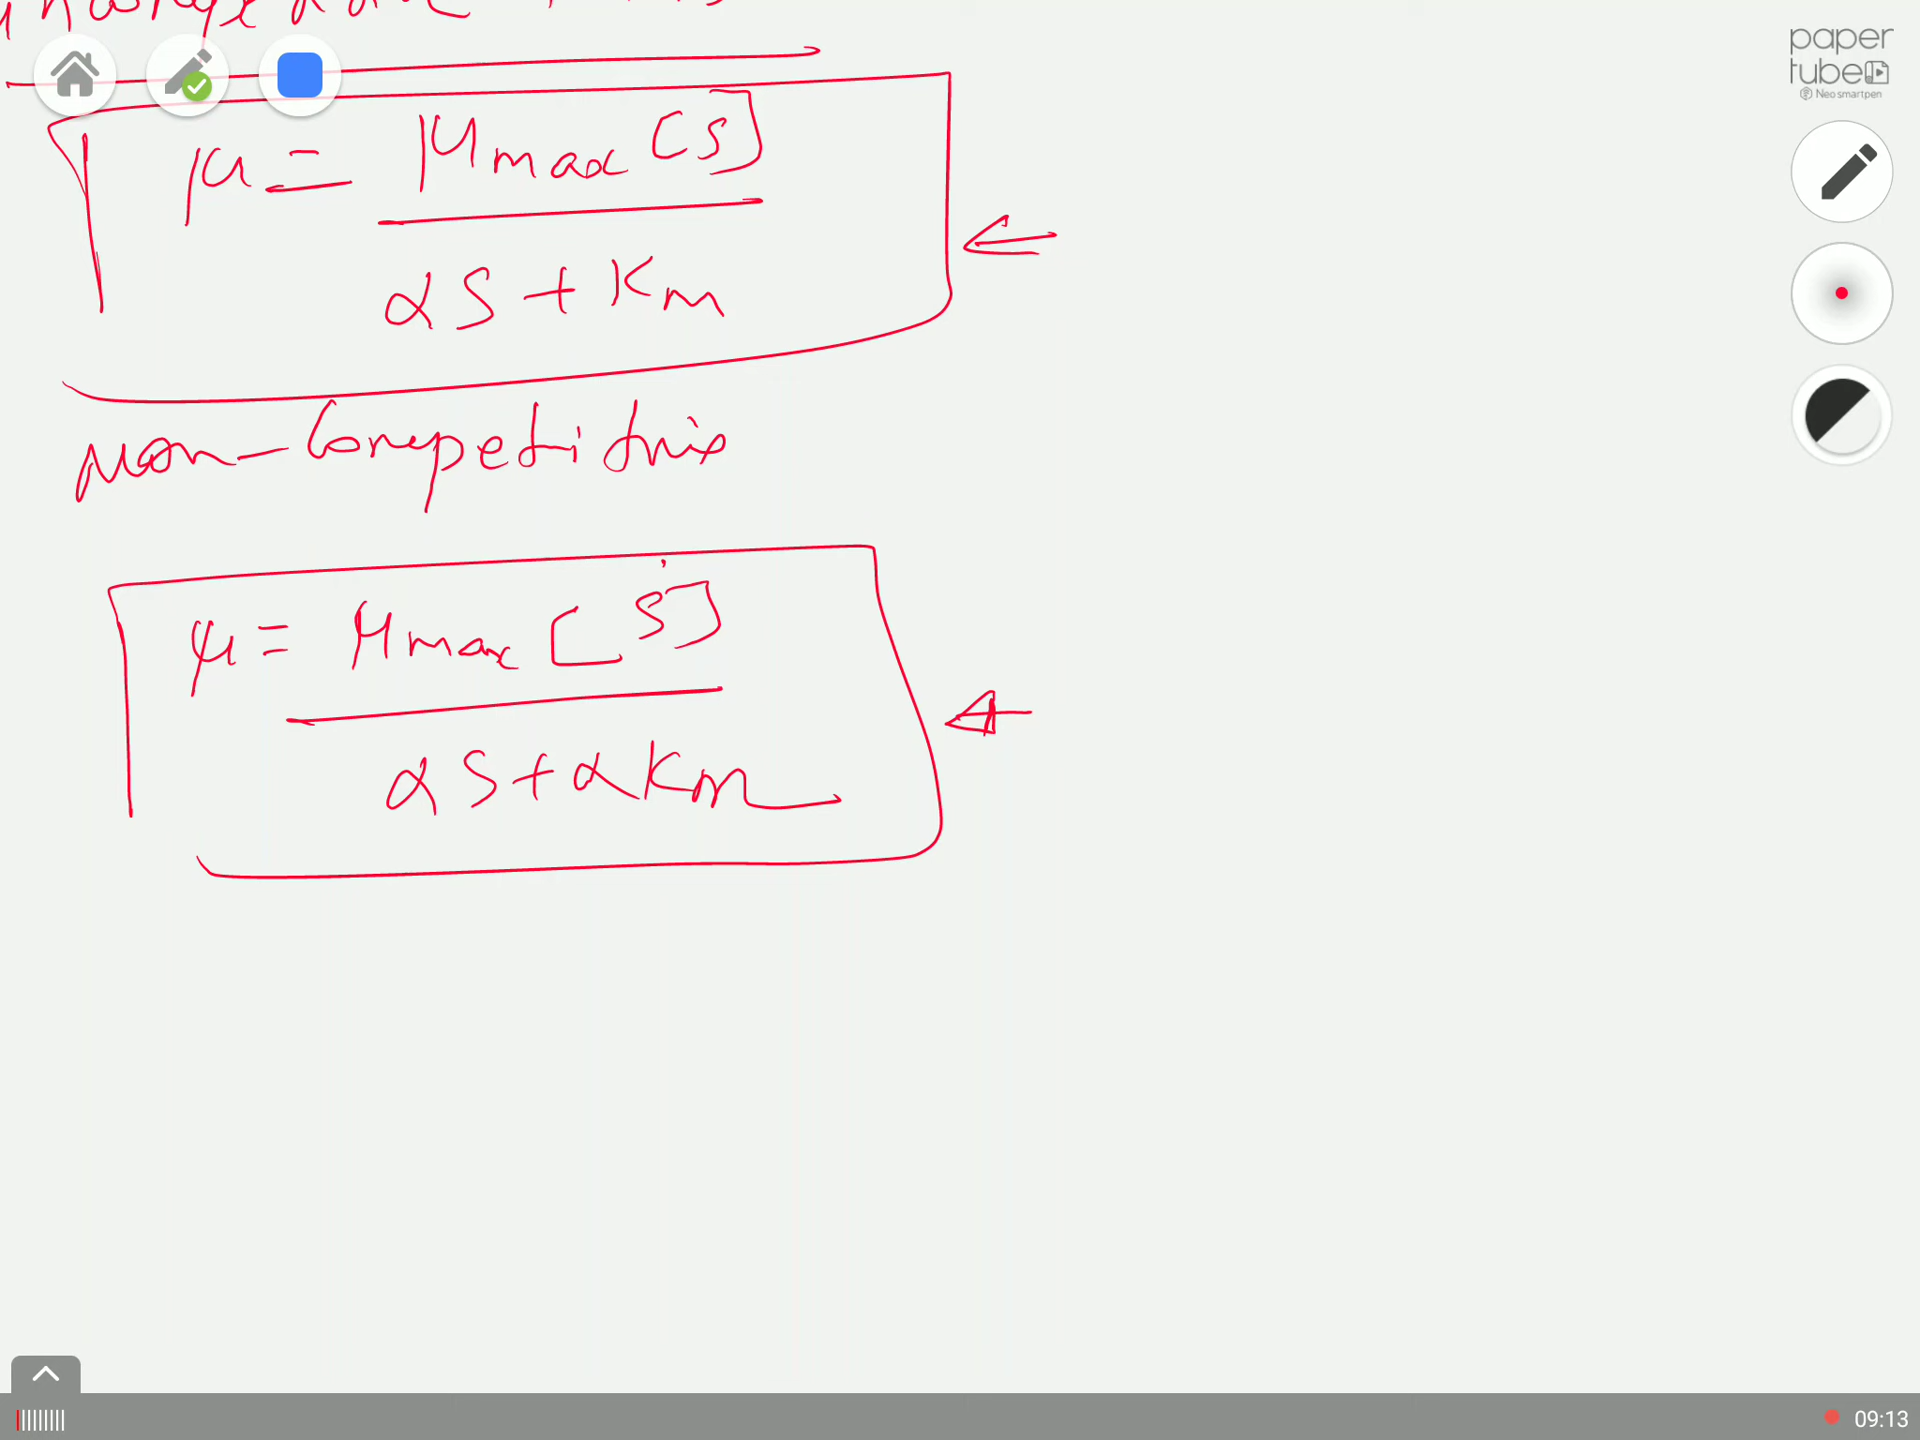 paper
tube
Neo smartpen
μ = μmax [S]
αS + Km
Non-Competitive
μ = μmax [S]
αS + αKm
09:13